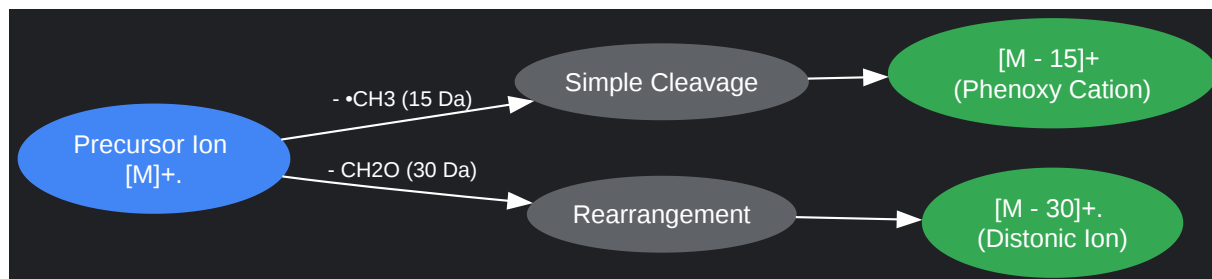 Precursor Ion
[M]+.
- •CH3 (15 Da)
- CH2O (30 Da)
Simple Cleavage
Rearrangement
[M - 15]+
(Phenoxy Cation)
[M - 30]+.
(Distonic Ion)